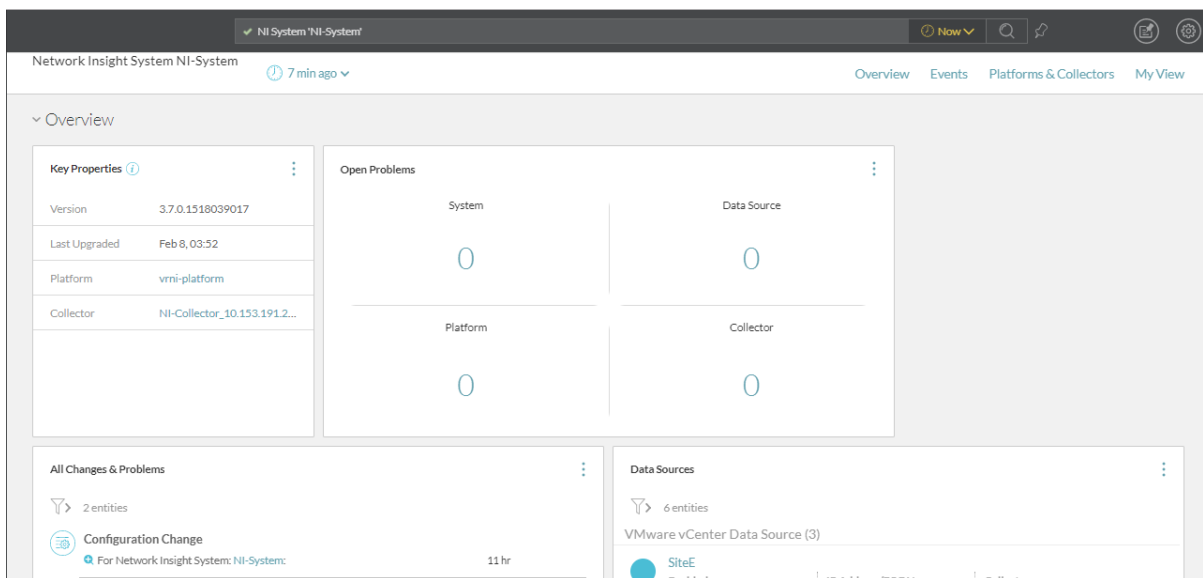 NI System 'NI-System'
Now
Network Insight System NI-System
7 min ago
Overview Events Platforms & Collectors My View
Overview
Key Properties
Version 3.7.0.1518039017
Last Upgraded Feb 8, 03:52
Platform vrni-platform
Collector NI-Collector_10.153.191.2...
Open Problems
System Data Source
0 0
Platform Collector
0 0
All Changes & Problems
2 entities
Configuration Change
For Network Insight System: NI-System: 11 hr
Data Sources
6 entities
VMware vCenter Data Source (3)
SiteE